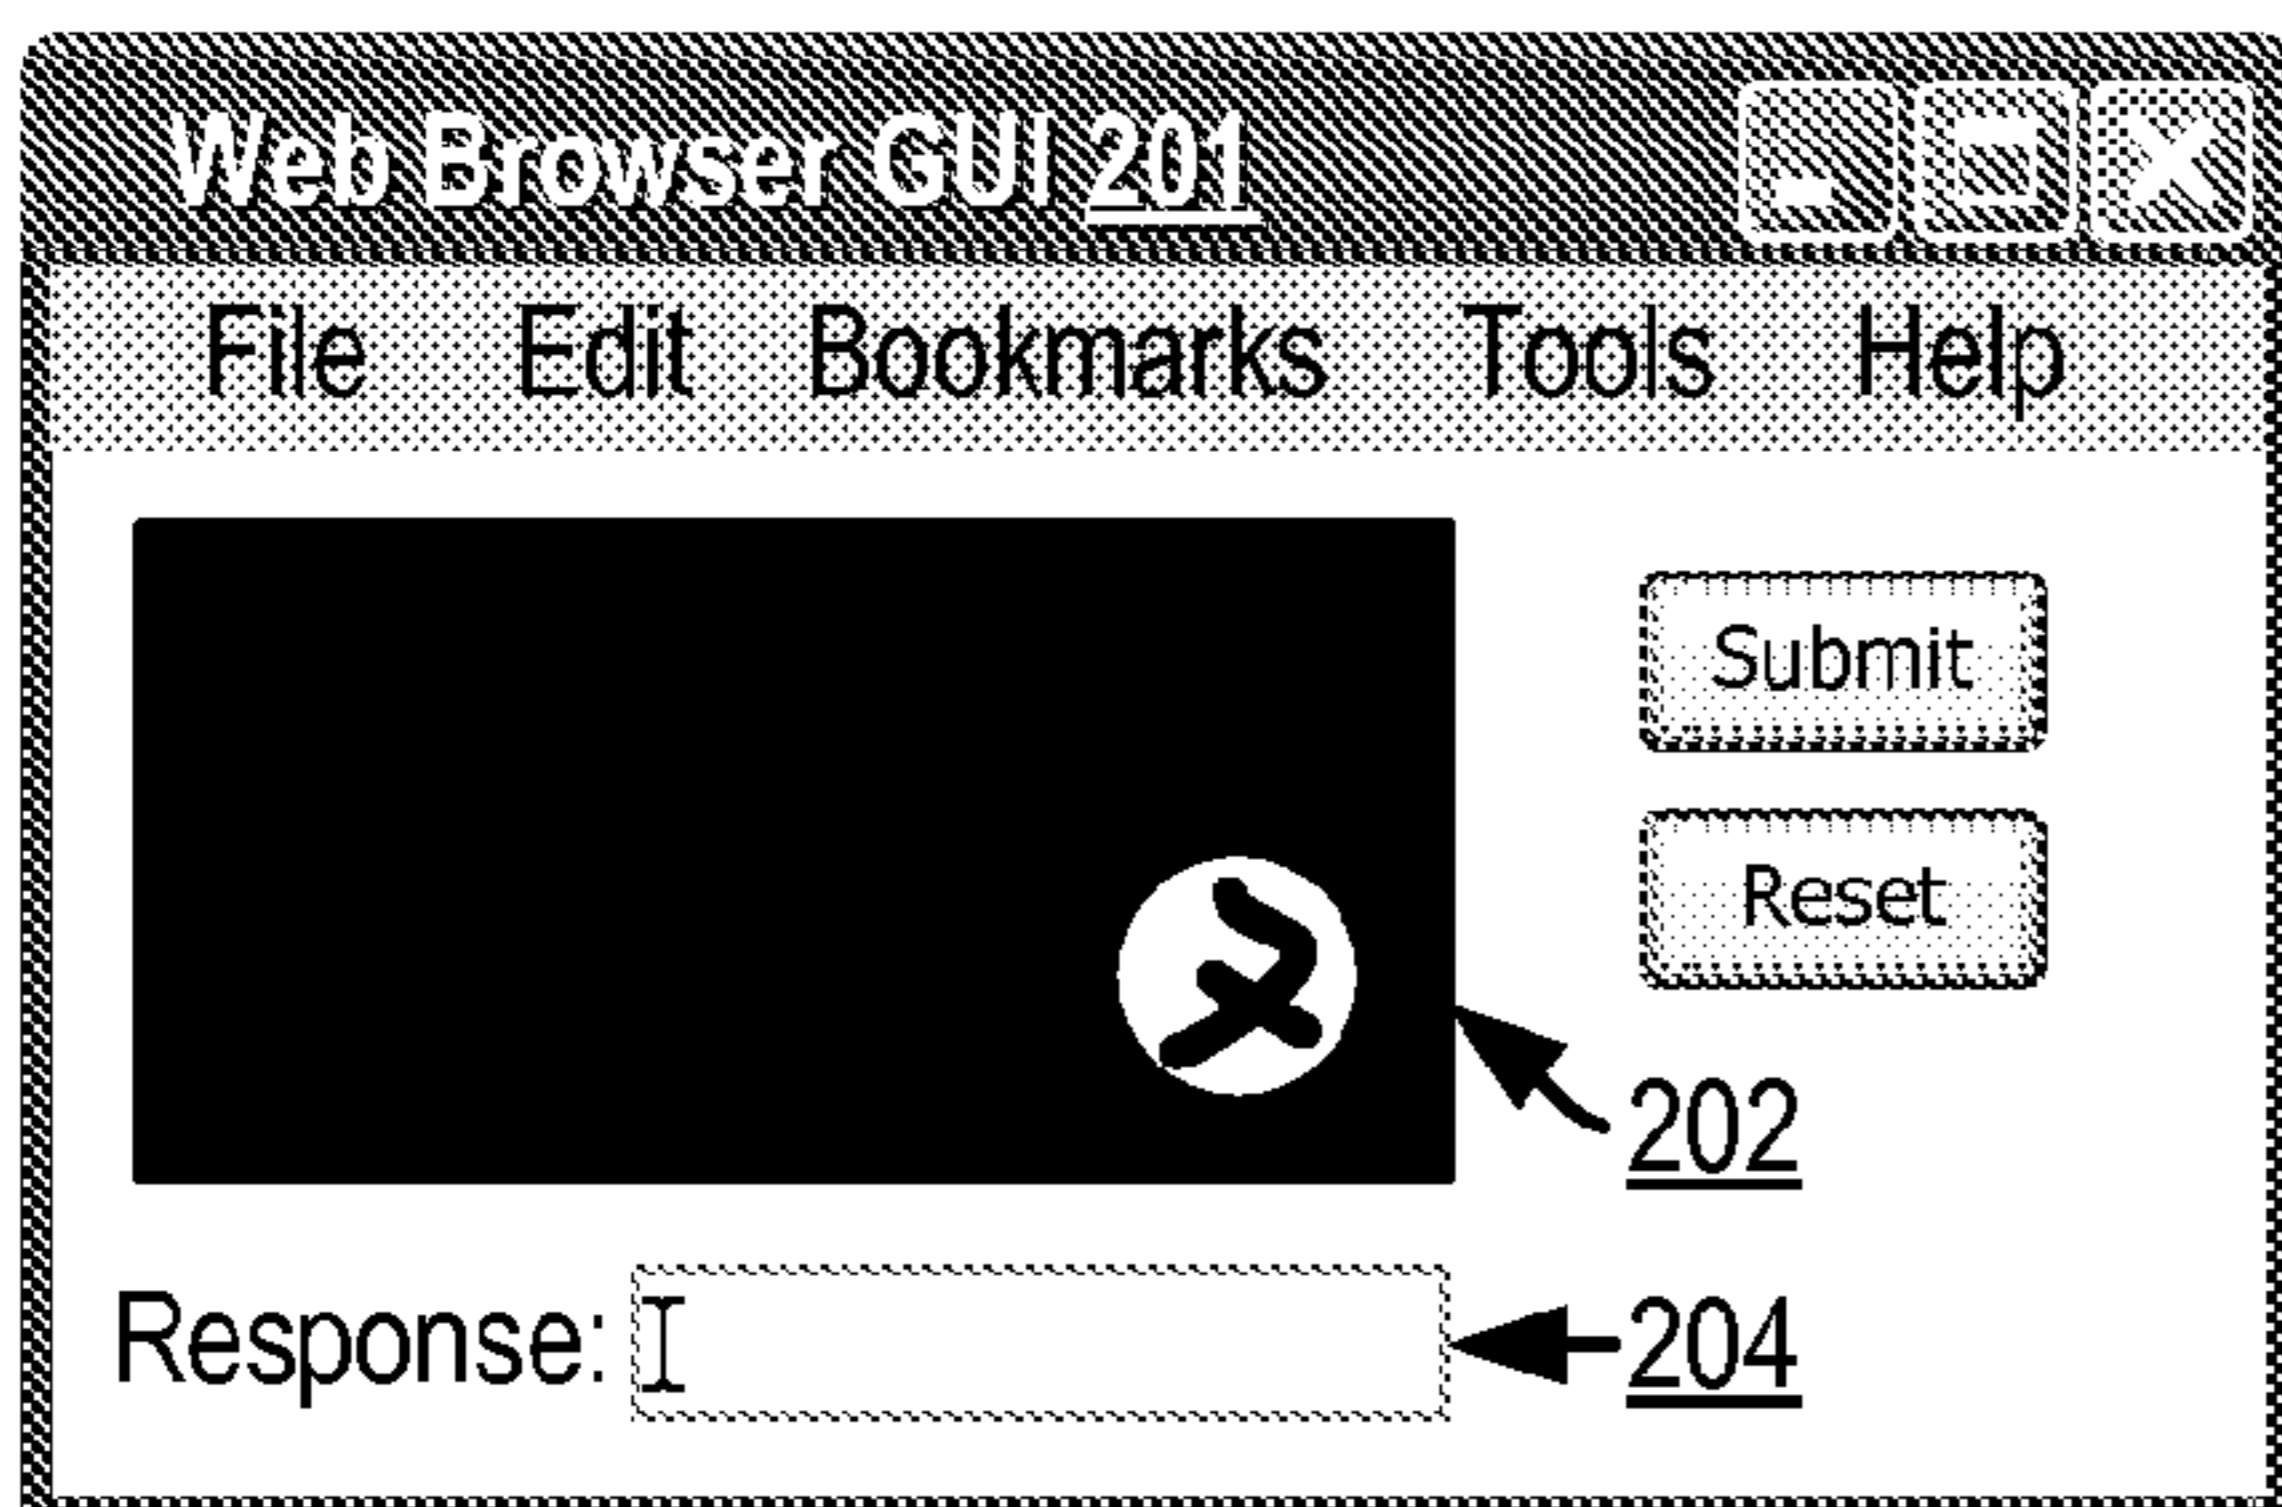 Web Browser GUI 201
File Edit Bookmarks Tools Help
Submit
Reset
202
Response:
204